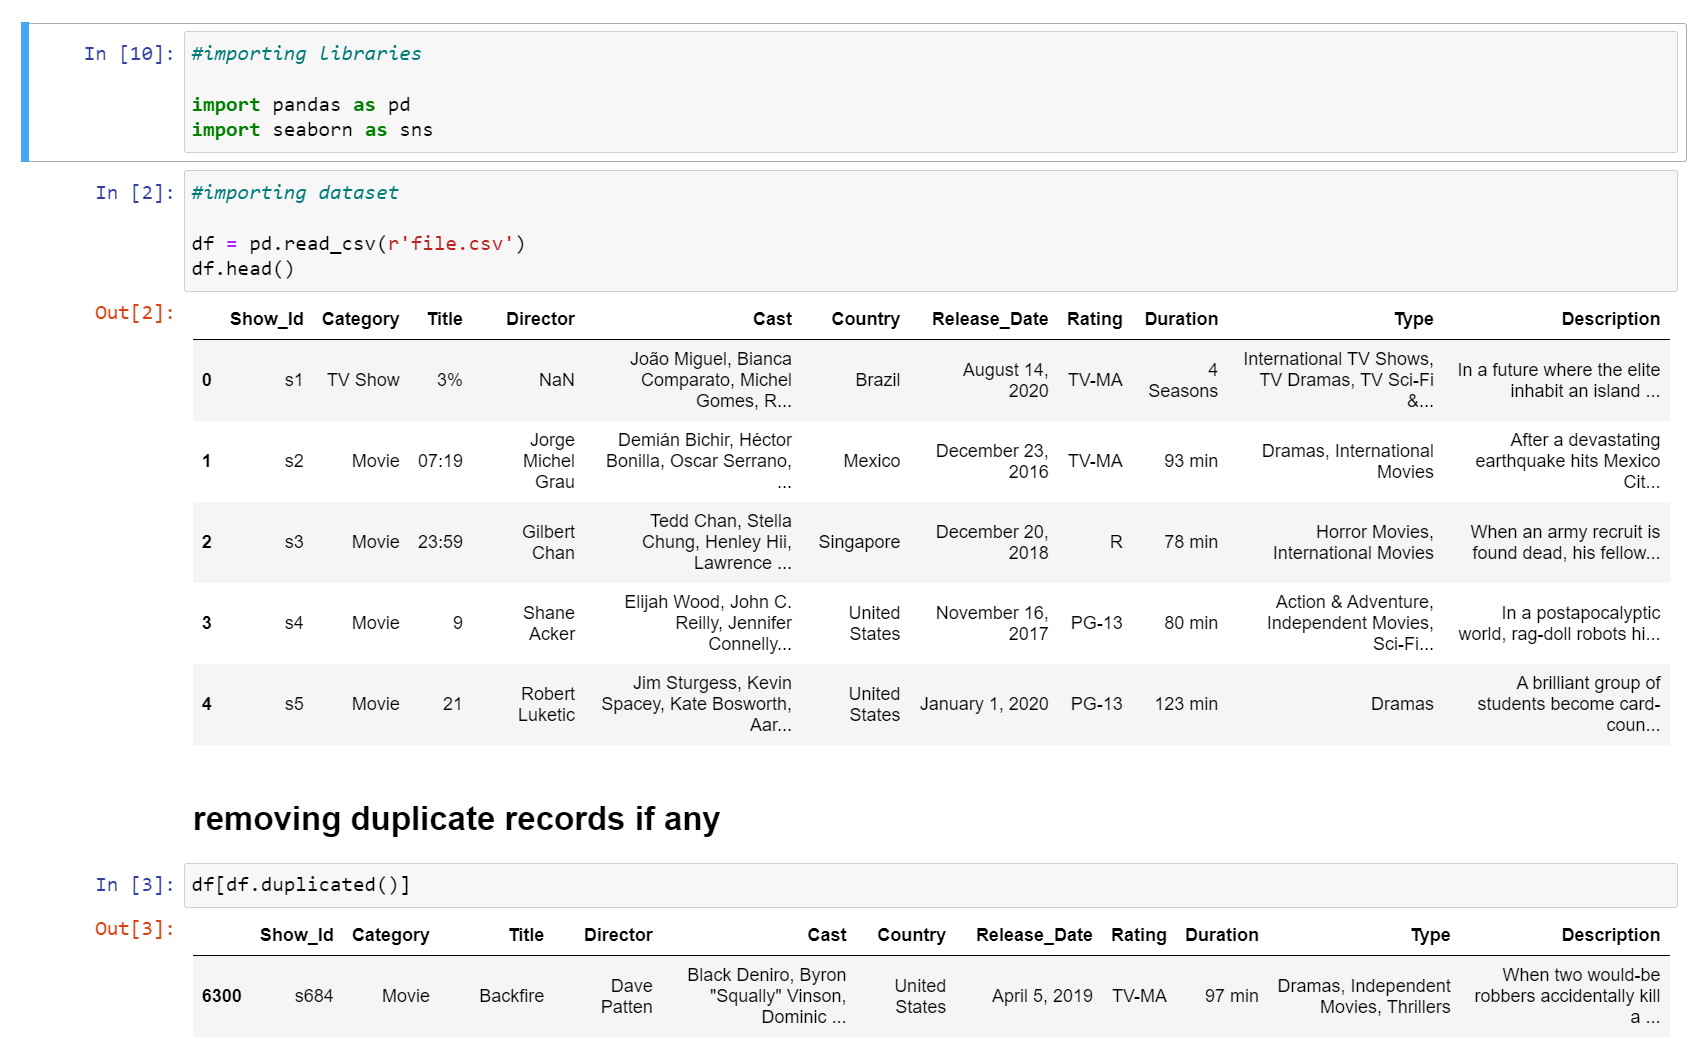 In [10]: #importing libraries
import pandas as pd
import seaborn as sns
In [2]: #importing dataset
df = pd.read_csv(r'file.csv')
df.head()
Out[2]:
Show_Id Category Title Director Cast Country Release_Date Rating Duration Type Description
0 s1 TV Show 3% NaN João Miguel, Bianca Comparato, Michel Gomes, R... Brazil August 14, 2020 TV-MA 4 Seasons International TV Shows, TV Dramas, TV Sci-Fi &... In a future where the elite inhabit an island ...
1 s2 Movie 07:19 Jorge Michel Grau Demián Bichir, Héctor Bonilla, Oscar Serrano, ... Mexico December 23, 2016 TV-MA 93 min Dramas, International Movies After a devastating earthquake hits Mexico Cit...
2 s3 Movie 23:59 Gilbert Chan Tedd Chan, Stella Chung, Henley Hii, Lawrence ... Singapore December 20, 2018 R 78 min Horror Movies, International Movies When an army recruit is found dead, his fellow...
3 s4 Movie 9 Shane Acker Elijah Wood, John C. Reilly, Jennifer Connelly... United States November 16, 2017 PG-13 80 min Action & Adventure, Independent Movies, Sci-Fi... In a postapocalyptic world, rag-doll robots hi...
4 s5 Movie 21 Robert Luketic Jim Sturgess, Kevin Spacey, Kate Bosworth, Aar... United States January 1, 2020 PG-13 123 min Dramas A brilliant group of students become card-coun...
removing duplicate records if any
In [3]: df[df.duplicated()]
Out[3]:
Show_Id Category Title Director Cast Country Release_Date Rating Duration Type Description
6300 s684 Movie Backfire Dave Patten Black Deniro, Byron "Squally" Vinson, Dominic ... United States April 5, 2019 TV-MA 97 min Dramas, Independent Movies, Thrillers When two would-be robbers accidentally kill a ...